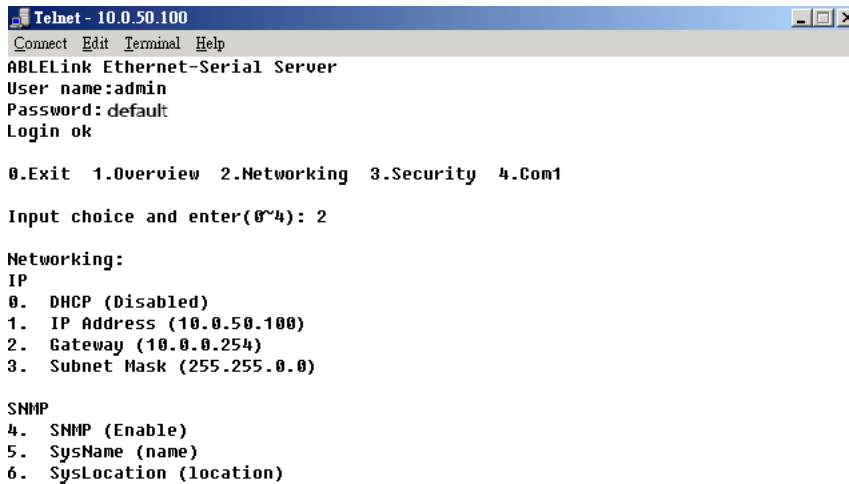 Telnet - 10.0.50.100
Connect Edit Terminal Help
ABLELink Ethernet-Serial Server
User name:admin
Password: default
Login ok
0.Exit 1.Overview 2.Networking 3.Security 4.Com1
Input choice and enter(0~4): 2
Networking:
IP
0. DHCP (Disabled)
1. IP Address (10.0.50.100)
2. Gateway (10.0.0.254)
3. Subnet Mask (255.255.0.0)
SNMP
4. SNMP (Enable)
5. SysName (name)
6. SysLocation (location)